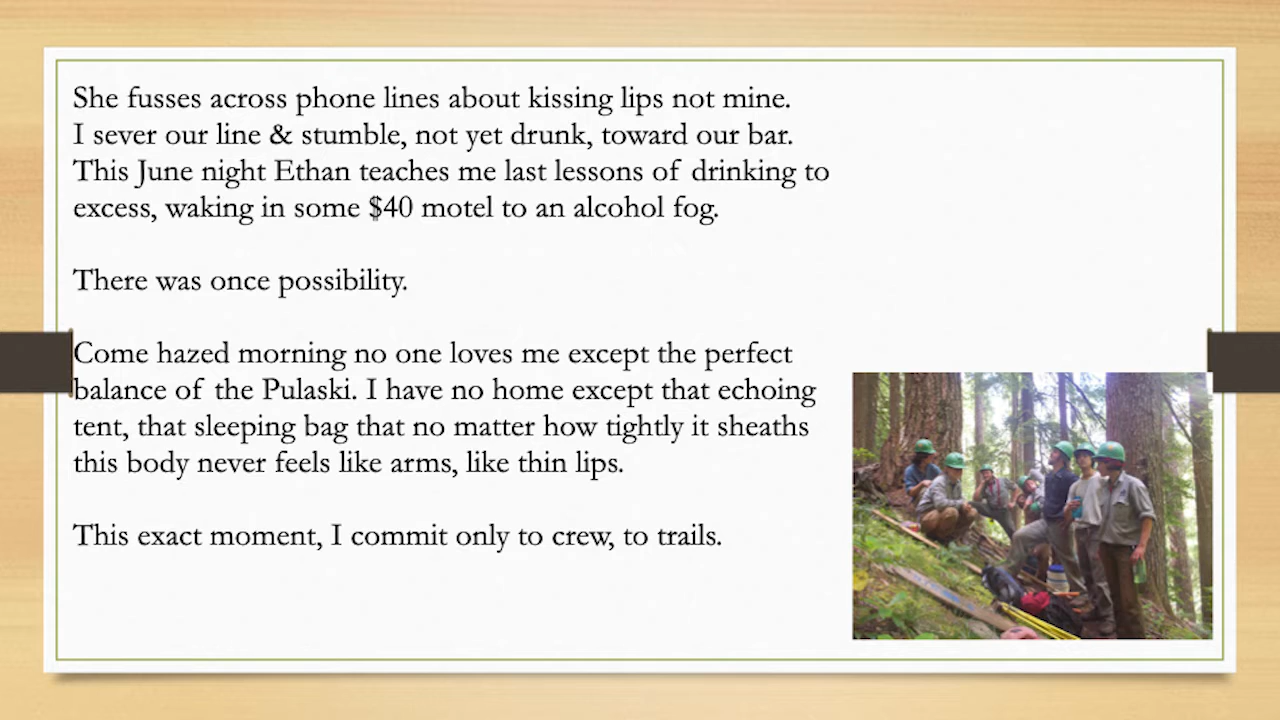 She fusses across phone lines about kissing lips not mine.
I sever our line & stumble, not yet drunk, toward our bar.
This June night Ethan teaches me last lessons of drinking to
excess, waking in some $40 motel to an alcohol fog.
There was once possibility.
Come hazed morning no one loves me except the perfect
balance of the Pulaski. I have no home except that echoing
tent, that sleeping bag that no matter how tightly it sheaths
this body never feels like arms, like thin lips.
This exact moment, I commit only to crew, to trails.